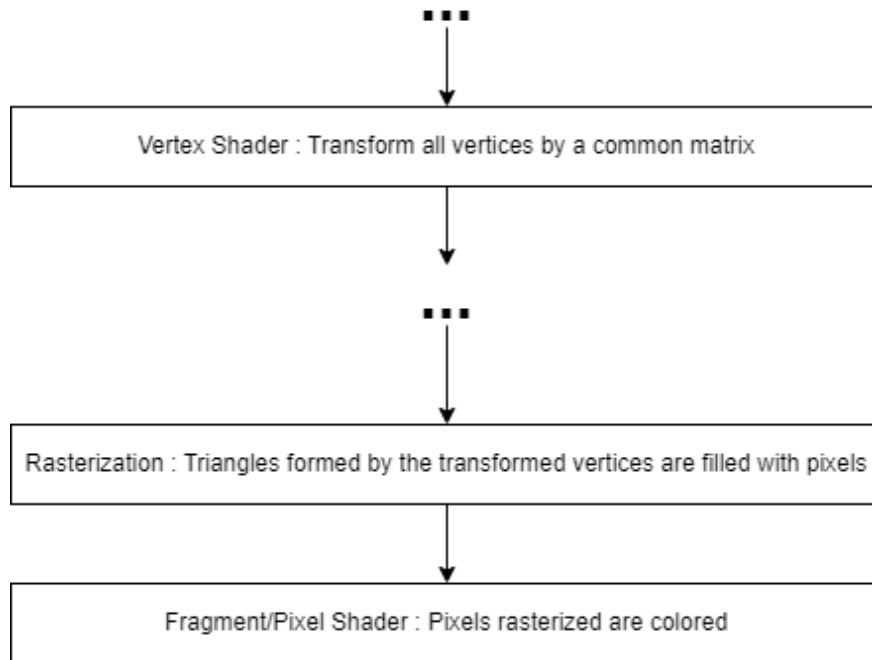 ...
Vertex Shader : Transform all vertices by a common matrix
...
Rasterization : Triangles formed by the transformed vertices are filled with pixels
Fragment/Pixel Shader : Pixels rasterized are colored